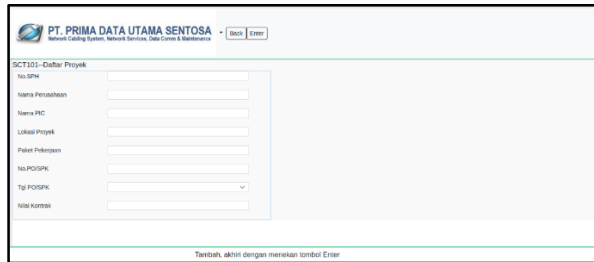 PT. PRIMA DATA UTAMA SENTOSA
Network Cabling System, Network Services, Data Comm & Maintenance
Back Enter
SCT101--Daftar Proyek
No.SPH
Nama Perusahaan
Nama PIC
Lokasi Proyek
Paket Pekerjaan
No.PO/SPK
Tgl PO/SPK
Nilai Kontrak
Tambah, akhiri dengan menekan tombol Enter